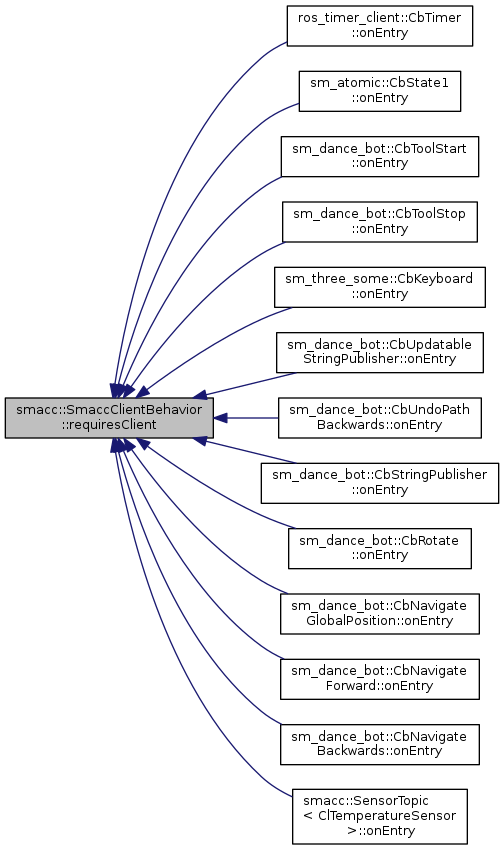 ros_timer_client::CbTimer
::onEntry
sm_atomic::CbState1
::onEntry
sm_dance_bot::CbToolStart
::onEntry
sm_dance_bot::CbToolStop
::onEntry
sm_three_some::CbKeyboard
::onEntry
sm_dance_bot::CbUpdatable
StringPublisher::onEntry
smacc::SmaccClientBehavior
::requiresClient
sm_dance_bot::CbUndoPath
Backwards::onEntry
sm_dance_bot::CbStringPublisher
::onEntry
sm_dance_bot::CbRotate
::onEntry
sm_dance_bot::CbNavigate
GlobalPosition::onEntry
sm_dance_bot::CbNavigate
Forward::onEntry
sm_dance_bot::CbNavigate
Backwards::onEntry
smacc::SensorTopic
< ClTemperatureSensor
>::onEntry